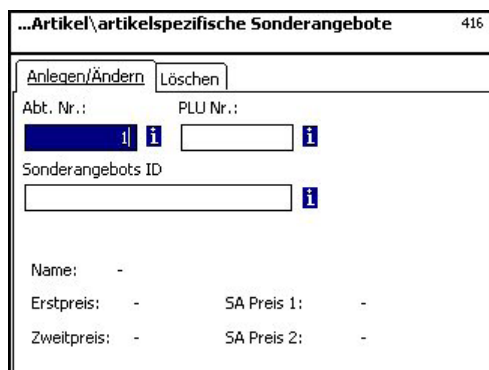 ...Artikel\artikelspezifische Sonderangebote 416
Anlegen/Ändern Löschen
Abt. Nr.: PLU Nr.:
1 i i
Sonderangebots ID
i
Name: -
Erstpreis: - SA Preis 1: -
Zweitpreis: - SA Preis 2: -